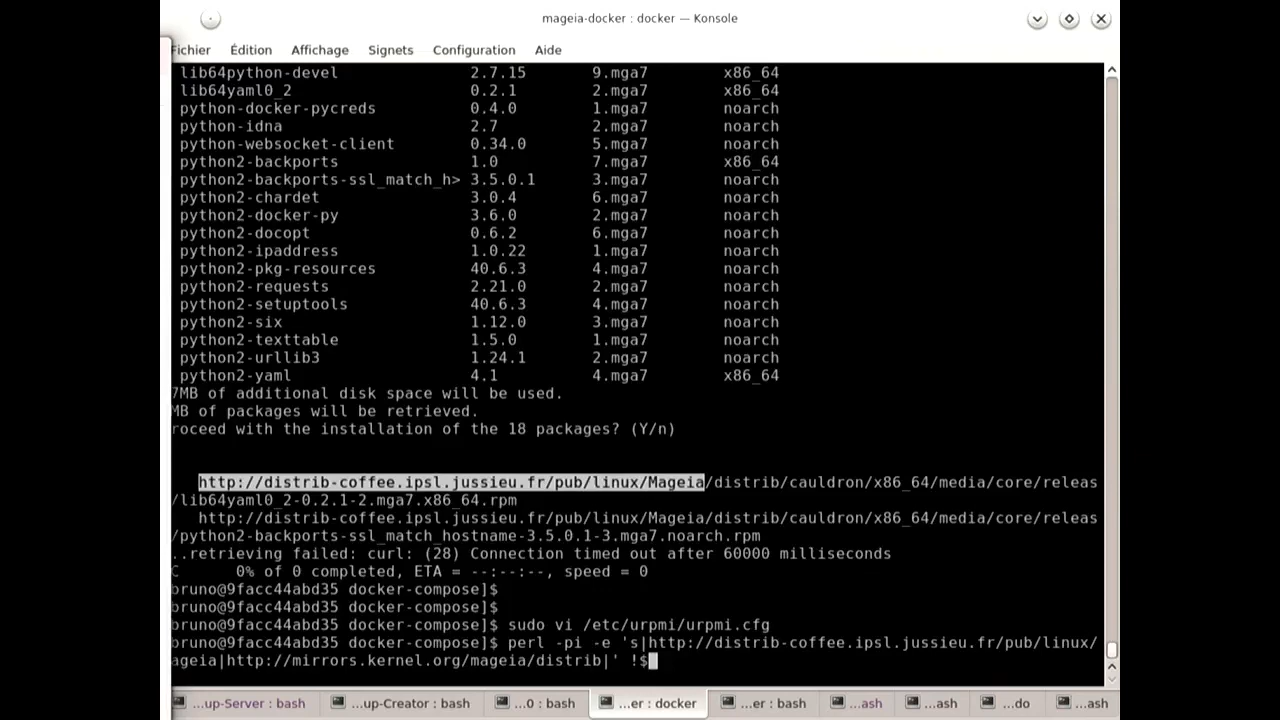 mageia-docker : docker — Konsole
Fichier Édition Affichage Signets Configuration Aide
lib64python-devel 2.7.15 9.mga7 x86_64
lib64yaml0_2 0.2.1 2.mga7 x86_64
python-docker-pycreds 0.4.0 1.mga7 noarch
python-idna 2.7 2.mga7 noarch
python-websocket-client 0.34.0 5.mga7 noarch
python2-backports 1.0 7.mga7 x86_64
python2-backports-ssl_match_h> 3.5.0.1 3.mga7 noarch
python2-chardet 3.0.4 6.mga7 noarch
python2-docker-py 3.6.0 2.mga7 noarch
python2-docopt 0.6.2 6.mga7 noarch
python2-ipaddress 1.0.22 1.mga7 noarch
python2-pkg-resources 40.6.3 4.mga7 noarch
python2-requests 2.21.0 2.mga7 noarch
python2-setuptools 40.6.3 4.mga7 noarch
python2-six 1.12.0 3.mga7 noarch
python2-texttable 1.5.0 1.mga7 noarch
python2-urllib3 1.24.1 2.mga7 noarch
python2-yaml 4.1 4.mga7 x86_64
7MB of additional disk space will be used.
MB of packages will be retrieved.
roceed with the installation of the 18 packages? (Y/n)
http://distrib-coffee.ipsl.jussieu.fr/pub/linux/Mageia/distrib/cauldron/x86_64/media/core/releas
/lib64yaml0_2-0.2.1-2.mga7.x86_64.rpm
http://distrib-coffee.ipsl.jussieu.fr/pub/linux/Mageia/distrib/cauldron/x86_64/media/core/releas
/python2-backports-ssl_match_hostname-3.5.0.1-3.mga7.noarch.rpm
..retrieving failed: curl: (28) Connection timed out after 60000 milliseconds
C 0% of 0 completed, ETA = --:--:--, speed = 0
bruno@9facc44abd35 docker-compose]$
bruno@9facc44abd35 docker-compose]$
bruno@9facc44abd35 docker-compose]$ sudo vi /etc/urpmi/urpmi.cfg
bruno@9facc44abd35 docker-compose]$ perl -pi -e 's|http://distrib-coffee.ipsl.jussieu.fr/pub/linux/
ageia|http://mirrors.kernel.org/mageia/distrib|' !$
...up-Server : bash ...up-Creator : bash ...0 : bash ...er : docker ...er : bash ...ash ...ash ...do ...ash